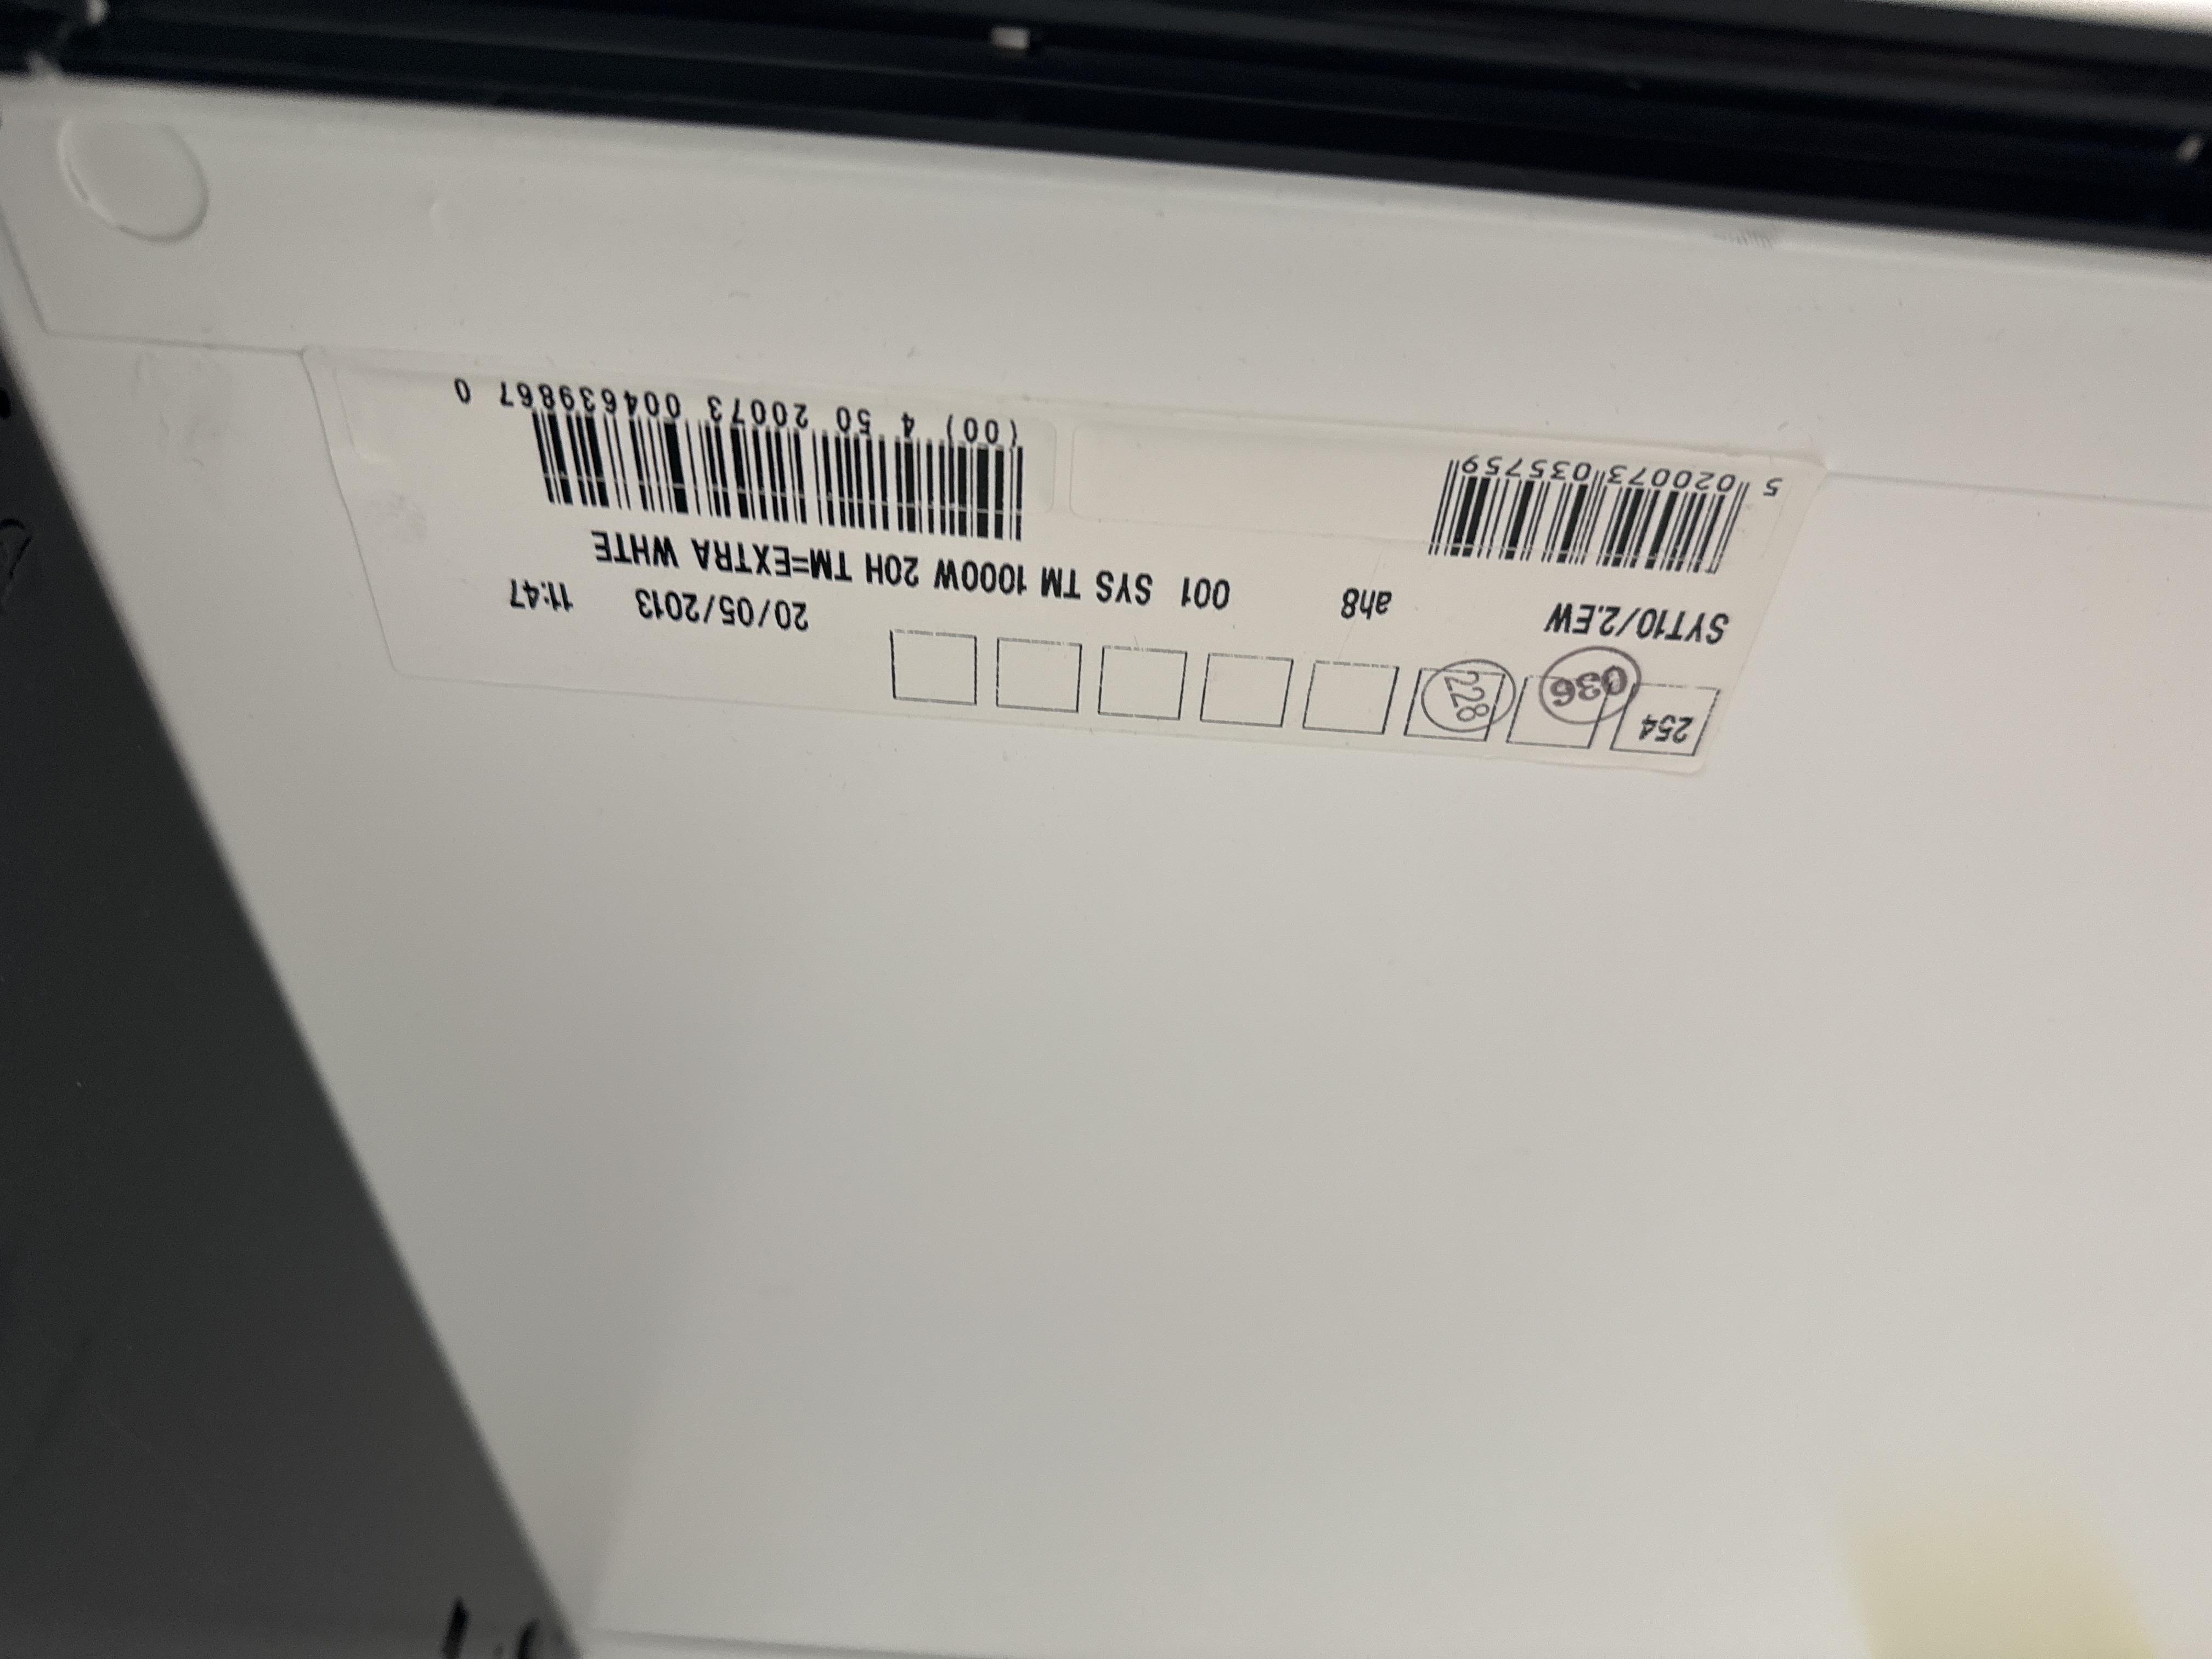 254 036 228
20/05/2013 11:47
SYT10/2.EW ah8 001 SYS TM 1000W 20H TM=EXTRA WHTE
5 020073 035759
(00) 4 50 20073 004639867 0